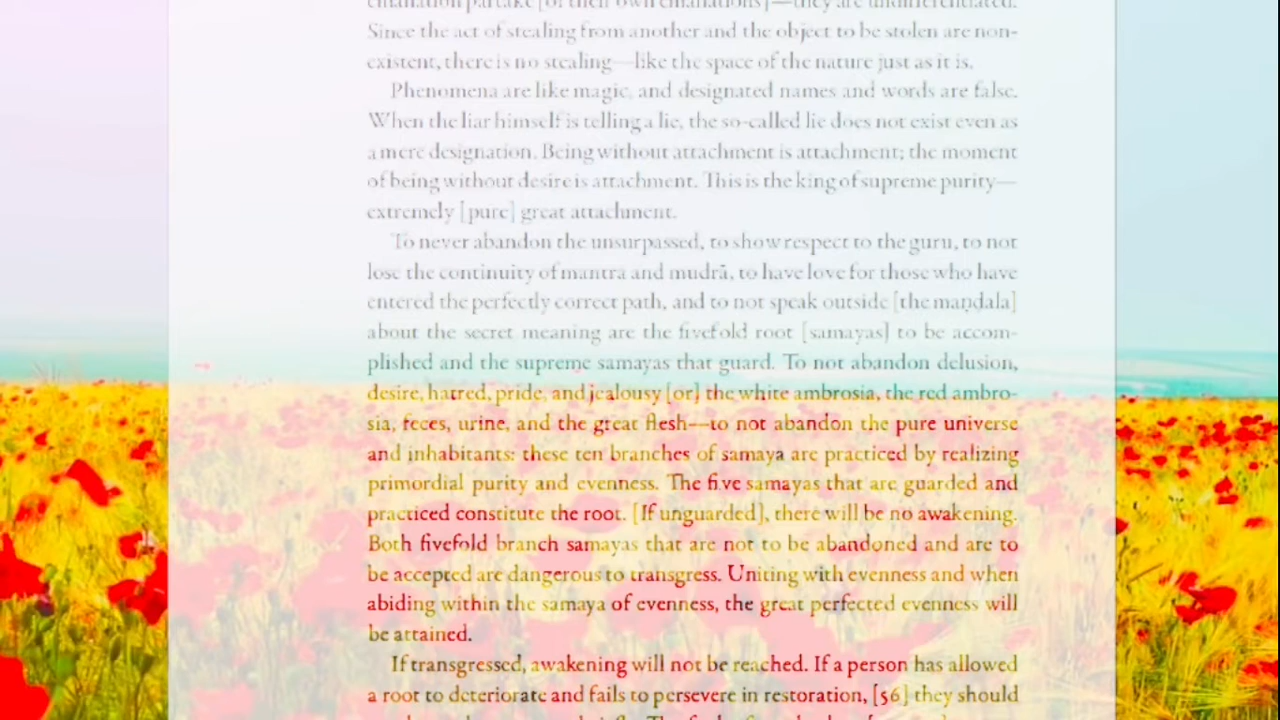 emanation partake [of their own emanations]—they are undifferentiated.
Since the act of stealing from another and the object to be stolen are non-
existent, there is no stealing—like the space of the nature just as it is.
Phenomena are like magic, and designated names and words are false.
When the liar himself is telling a lie, the so-called lie does not exist even as
a mere designation. Being without attachment is attachment; the moment
of being without desire is attachment. This is the king of supreme purity—
extremely [pure] great attachment.
To never abandon the unsurpassed, to show respect to the guru, to not
lose the continuity of mantra and mudrā, to have love for those who have
entered the perfectly correct path, and to not speak outside [the maṇḍala]
about the secret meaning are the fivefold root [samayas] to be accom-
plished and the supreme samayas that guard. To not abandon delusion,
desire, hatred, pride, and jealousy [or] the white ambrosia, the red ambro-
sia, feces, urine, and the great flesh—to not abandon the pure universe
and inhabitants: these ten branches of samaya are practiced by realizing
primordial purity and evenness. The five samayas that are guarded and
practiced constitute the root. [If unguarded], there will be no awakening.
Both fivefold branch samayas that are not to be abandoned and are to
be accepted are dangerous to transgress. Uniting with evenness and when
abiding within the samaya of evenness, the great perfected evenness will
be attained.
If transgressed, awakening will not be reached. If a person has allowed
a root to deteriorate and fails to persevere in restoration, [56] they should